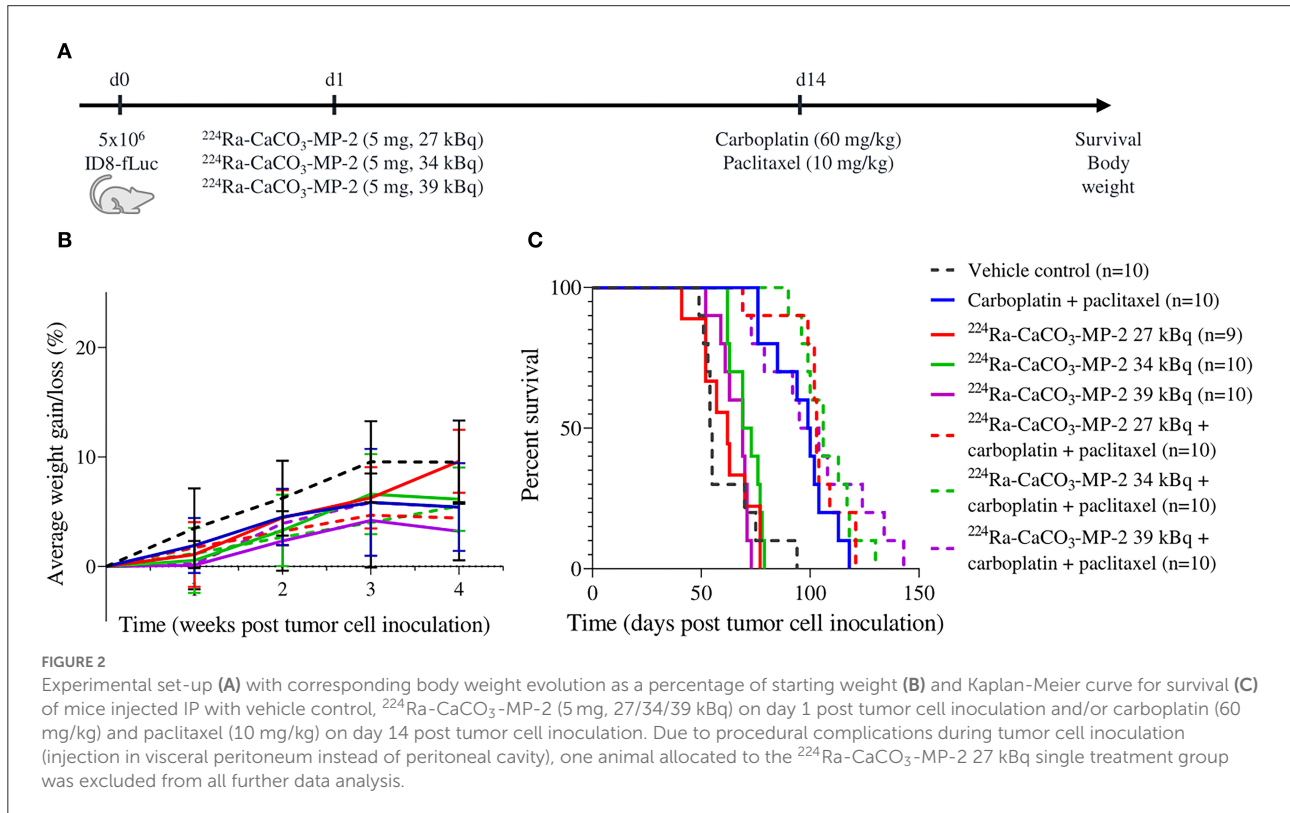 A
d0 d1 d14
5x10⁶ ²²⁴Ra-CaCO₃-MP-2 (5 mg, 27 kBq) Carboplatin (60 mg/kg) Survival
ID8-fLuc ²²⁴Ra-CaCO₃-MP-2 (5 mg, 34 kBq) Paclitaxel (10 mg/kg) Body
²²⁴Ra-CaCO₃-MP-2 (5 mg, 39 kBq) weight
B
Average weight gain/loss (%)
20
10
0
1 2 3 4
Time (weeks post tumor cell inoculation)
C
Percent survival
100
50
0
0 50 100 150
Time (days post tumor cell inoculation)
Vehicle control (n=10)
Carboplatin + paclitaxel (n=10)
²²⁴Ra-CaCO₃-MP-2 27 kBq (n=9)
²²⁴Ra-CaCO₃-MP-2 34 kBq (n=10)
²²⁴Ra-CaCO₃-MP-2 39 kBq (n=10)
²²⁴Ra-CaCO₃-MP-2 27 kBq +
carboplatin + paclitaxel (n=10)
²²⁴Ra-CaCO₃-MP-2 34 kBq +
carboplatin + paclitaxel (n=10)
²²⁴Ra-CaCO₃-MP-2 39 kBq +
carboplatin + paclitaxel (n=10)
FIGURE 2
Experimental set-up (A) with corresponding body weight evolution as a percentage of starting weight (B) and Kaplan-Meier curve for survival (C)
of mice injected IP with vehicle control, ²²⁴Ra-CaCO₃-MP-2 (5 mg, 27/34/39 kBq) on day 1 post tumor cell inoculation and/or carboplatin (60
mg/kg) and paclitaxel (10 mg/kg) on day 14 post tumor cell inoculation. Due to procedural complications during tumor cell inoculation
(injection in visceral peritoneum instead of peritoneal cavity), one animal allocated to the ²²⁴Ra-CaCO₃-MP-2 27 kBq single treatment group
was excluded from all further data analysis.